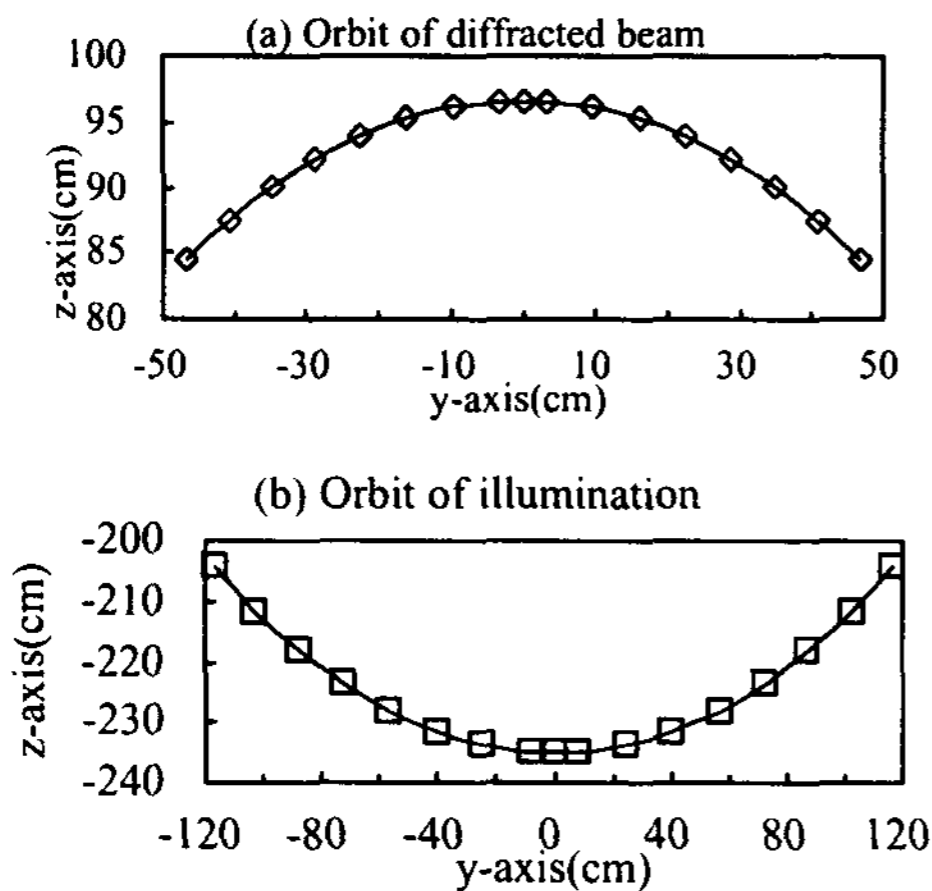 (a) Orbit of diffracted beam
100
95
90
85
80
z-axis(cm)
-50 -30 -10 10 30 50
y-axis(cm)
(b) Orbit of illumination
-200
-210
-220
-230
-240
z-axis(cm)
-120 -80 -40 0 40 80 120
y-axis(cm)